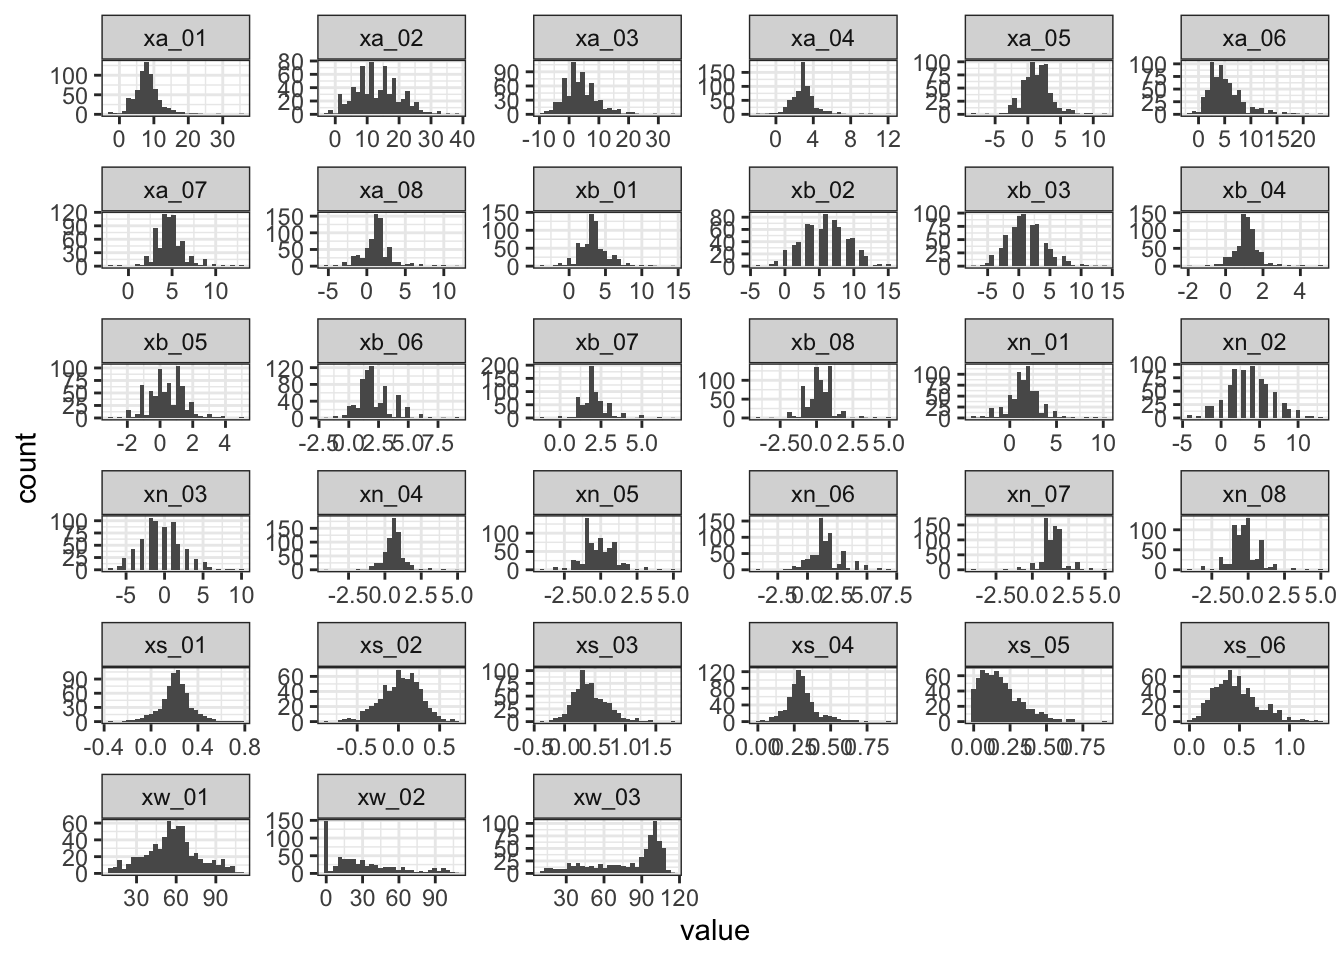 xa_01 xa_02 xa_03 xa_04 xa_05 xa_06
100 50 0 80 60 40 20 0 90 60 30 0 150 100 50 0 100 75 50 25 0 100 75 50 25 0
0 10 20 30 0 10 20 30 40 -10 0 10 20 30 0 4 8 12 -5 0 5 10 0 5 10 15 20
xa_07 xa_08 xb_01 xb_02 xb_03 xb_04
120 90 60 30 0 150 100 50 0 150 100 50 0 80 60 40 20 0 100 75 50 25 0 150 100 50 0
0 5 10 -5 0 5 10 0 5 10 15 -5 0 5 10 15 -5 0 5 10 15 -2 0 2 4
xb_05 xb_06 xb_07 xb_08 xn_01 xn_02
100 75 50 25 0 120 80 40 0 200 150 100 50 0 100 50 0 100 75 50 25 0 100 75 50 25 0
-2 0 2 4 -2.5 0.0 2.5 5.0 7.5 0.0 2.5 5.0 -2.5 0.0 2.5 5.0 0 5 10 -5 0 5 10
xn_03 xn_04 xn_05 xn_06 xn_07 xn_08
100 75 50 25 0 150 100 50 0 100 50 0 150 100 50 0 150 100 50 0 100 50 0
-5 0 5 10 -2.5 0.0 2.5 5.0 -2.5 0.0 2.5 5.0 -2.5 0.0 2.5 5.0 7.5 -2.5 0.0 2.5 5.0 -2.5 0.0 2.5 5.0
xs_01 xs_02 xs_03 xs_04 xs_05 xs_06
90 60 30 0 60 40 20 0 100 75 50 25 0 120 80 40 0 60 40 20 0 60 40 20 0
-0.4 0.0 0.4 0.8 -0.5 0.0 0.5 -0.5 0.0 0.5 1.0 1.5 0.00 0.25 0.50 0.75 0.00 0.25 0.50 0.75 0.0 0.5 1.0
xw_01 xw_02 xw_03
60 40 20 0 150 100 50 0 100 75 50 25 0
30 60 90 0 30 60 90 30 60 90 120
count
value